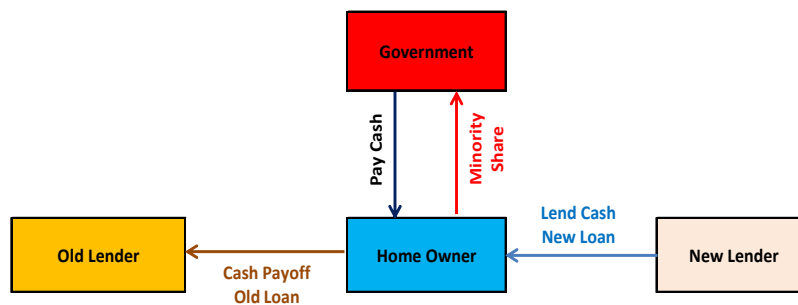 Government
Pay Cash
Minority
Share
Old Lender
Cash Payoff
Old Loan
Home Owner
Lend Cash
New Loan
New Lender